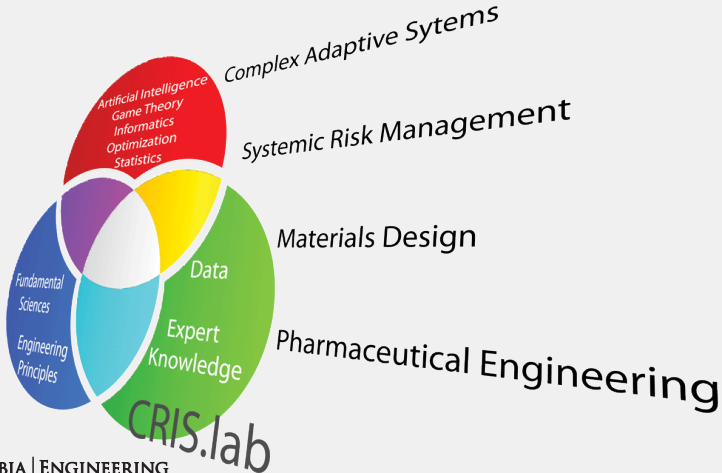 Complex Adaptive Sytems
Artificial Intelligence
Game Theory
Informatics
Optimization
Statistics
Systemic Risk Management
Materials Design
Data
Fundamental
Sciences
Expert
Knowledge
Engineering
Principles
Pharmaceutical Engineering
CRIS.lab
BIA | ENGINEERING